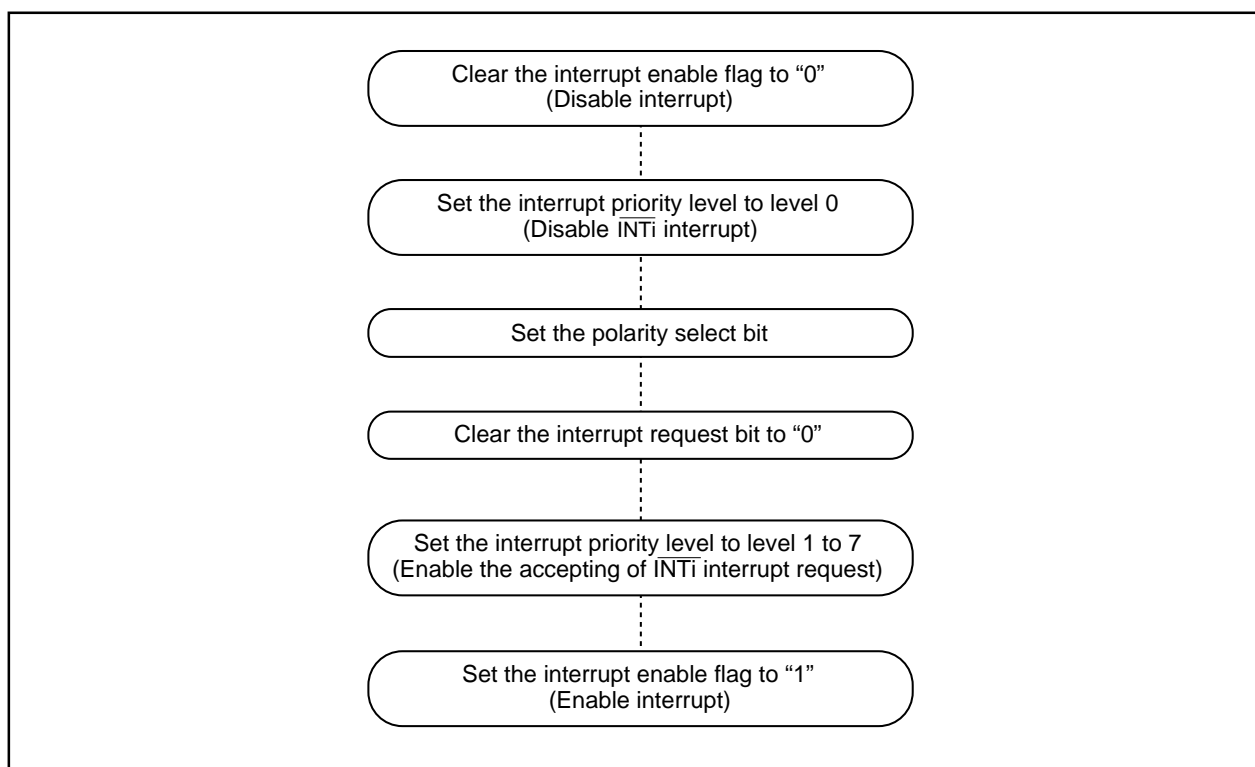 Clear the interrupt enable flag to “0”
(Disable interrupt)
Set the interrupt priority level to level 0
(Disable I̅N̅T̅i̅ interrupt)
Set the polarity select bit
Clear the interrupt request bit to “0”
Set the interrupt priority level to level 1 to 7
(Enable the accepting of I̅N̅T̅i̅ interrupt request)
Set the interrupt enable flag to “1”
(Enable interrupt)